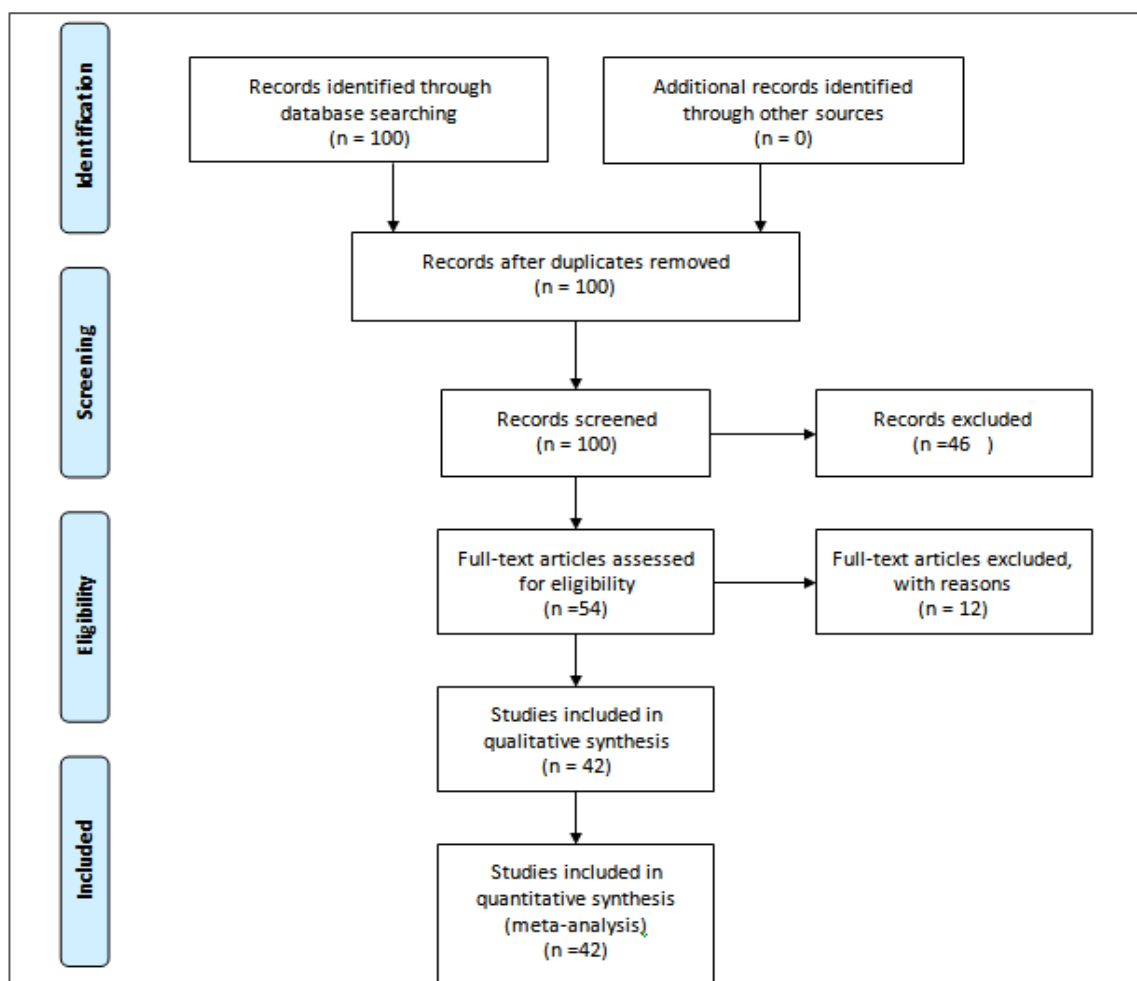 Identification
Records identified through
database searching
(n = 100)
Additional records identified
through other sources
(n = 0)
Records after duplicates removed
(n = 100)
Screening
Records screened
(n = 100)
Records excluded
(n =46   )
Eligibility
Full-text articles assessed
for eligibility
(n =54)
Full-text articles excluded,
with reasons
(n = 12)
Studies included in
qualitative synthesis
(n = 42)
Included
Studies included in
quantitative synthesis
(meta-analysis)
(n =42)